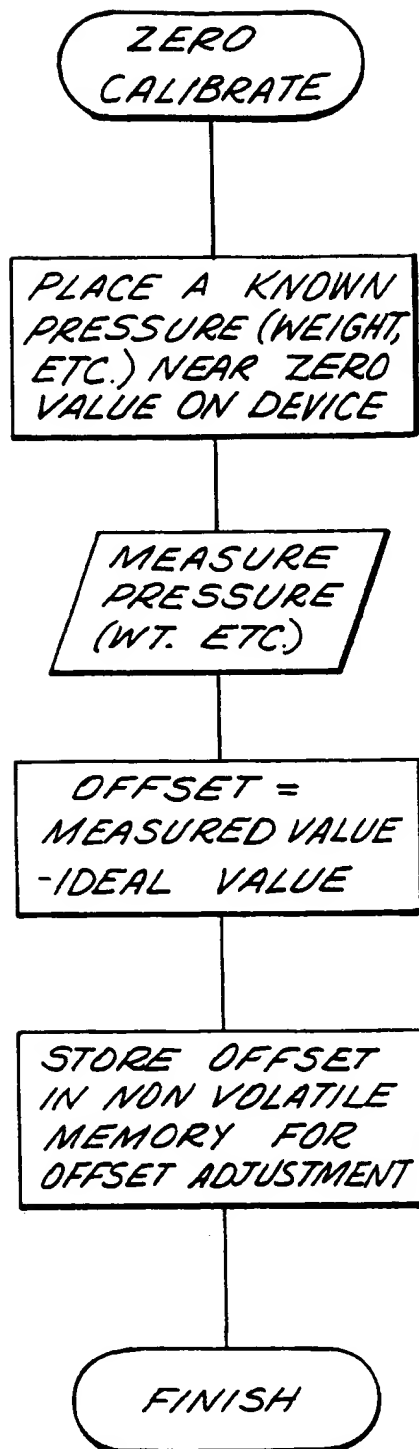 ZERO
CALIBRATE
PLACE A KNOWN
PRESSURE (WEIGHT,
ETC.) NEAR ZERO
VALUE ON DEVICE
MEASURE
PRESSURE
(WT. ETC.)
OFFSET =
MEASURED VALUE
-IDEAL VALUE
STORE OFFSET
IN NON VOLATILE
MEMORY FOR
OFFSET ADJUSTMENT
FINISH